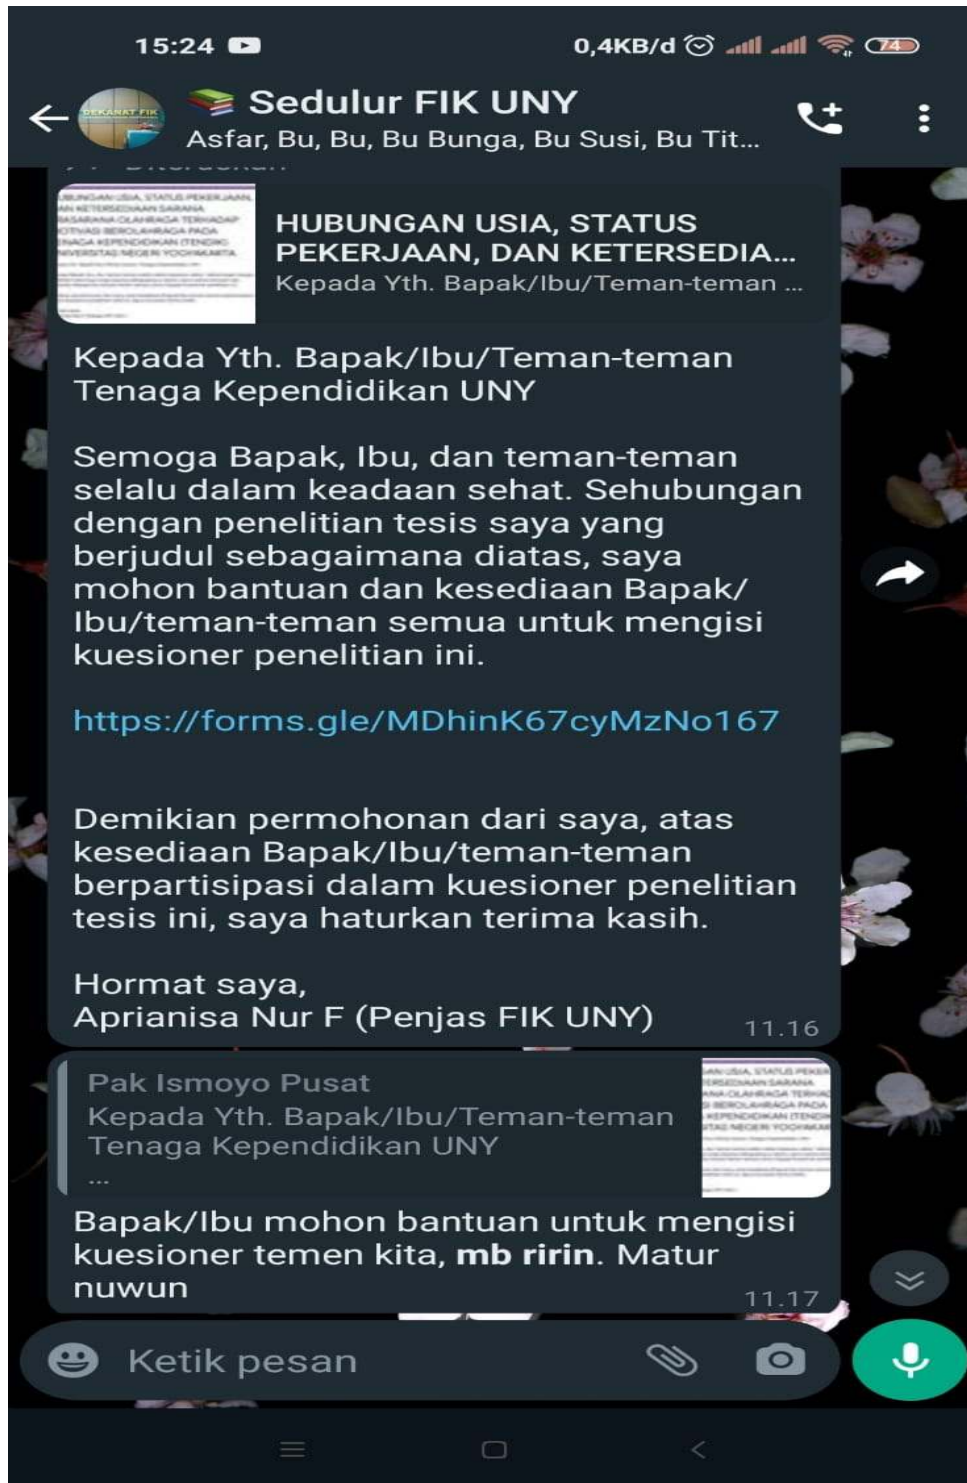 15:24
0,4KB/d
74
DEKANAT FIK
Sedulur FIK UNY
Asfar, Bu, Bu, Bu Bunga, Bu Susi, Bu Tit...
Diteruskan
HUBUNGAN USIA, STATUS
PEKERJAAN, DAN KETERSEDIA...
Kepada Yth. Bapak/Ibu/Teman-teman ...
Kepada Yth. Bapak/Ibu/Teman-teman
Tenaga Kependidikan UNY
Semoga Bapak, Ibu, dan teman-teman
selalu dalam keadaan sehat. Sehubungan
dengan penelitian tesis saya yang
berjudul sebagaimana diatas, saya
mohon bantuan dan kesediaan Bapak/
Ibu/teman-teman semua untuk mengisi
kuesioner penelitian ini.
https://forms.gle/MDhinK67cyMzNo167
Demikian permohonan dari saya, atas
kesediaan Bapak/Ibu/teman-teman
berpartisipasi dalam kuesioner penelitian
tesis ini, saya haturkan terima kasih.
Hormat saya,
Aprianisa Nur F (Penjas FIK UNY)
11.16
Pak Ismoyo Pusat
Kepada Yth. Bapak/Ibu/Teman-teman
Tenaga Kependidikan UNY
...
Bapak/Ibu mohon bantuan untuk mengisi
kuesioner temen kita, mb ririn. Matur
nuwun
11.17
Ketik pesan